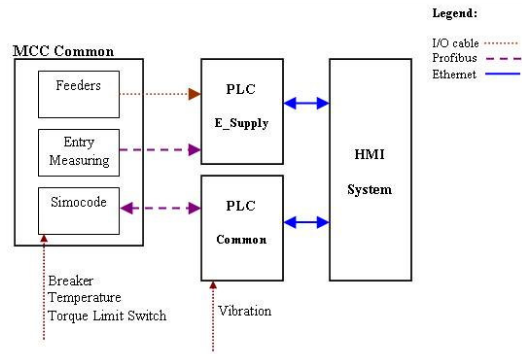 Legend:
I/O cable
Profibus
Ethernet
MCC Common
Feeders
Entry
Measuring
Simocode
PLC
E_Supply
PLC
Common
HMI
System
Breaker
Temperature
Torque Limit Switch
Vibration